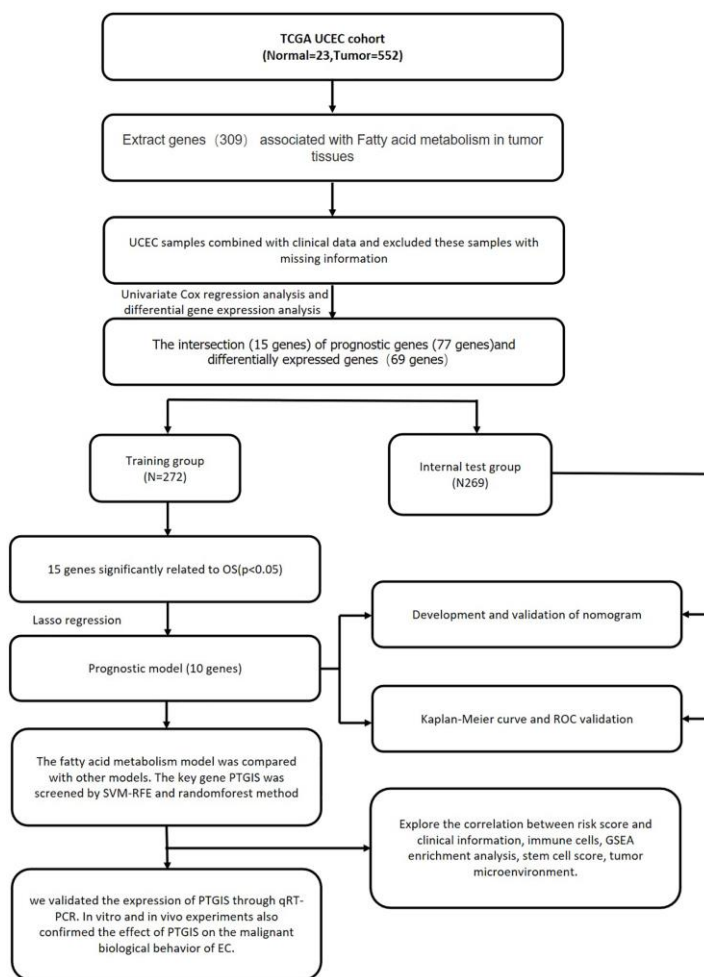 TCGA UCEC cohort
(Normal=23,Tumor=552)
Extract genes（309） associated with Fatty acid metabolism in tumor
tissues
UCEC samples combined with clinical data and excluded these samples with
missing information
Univariate Cox regression analysis and
differential gene expression analysis
The intersection (15 genes) of prognostic genes (77 genes)and
differentially expressed genes（69 genes）
Training group
(N=272)
Internal test group
(N269)
15 genes significantly related to OS(p<0.05)
Lasso regression
Development and validation of nomogram
Prognostic model (10 genes)
Kaplan-Meier curve and ROC validation
The fatty acid metabolism model was compared
with other models. The key gene PTGIS was
screened by SVM-RFE and randomforest method
Explore the correlation between risk score and
clinical information, immune cells, GSEA
enrichment analysis, stem cell score, tumor
microenvironment.
we validated the expression of PTGIS through qRT-
PCR. In vitro and in vivo experiments also
confirmed the effect of PTGIS on the malignant
biological behavior of EC.